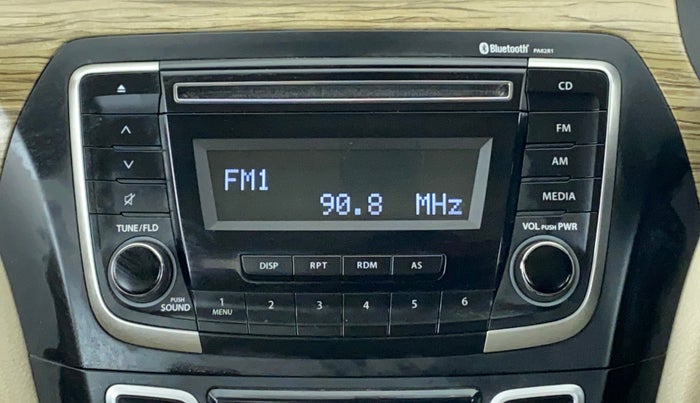 Bluetooth PA82R1
CD
FM
FM1
AM
90.8 MHz
MEDIA
TUNE/FLD
VOL PUSH PWR
DISP RPT RDM AS
PUSH SOUND
1 MENU 2 3 4 5 6